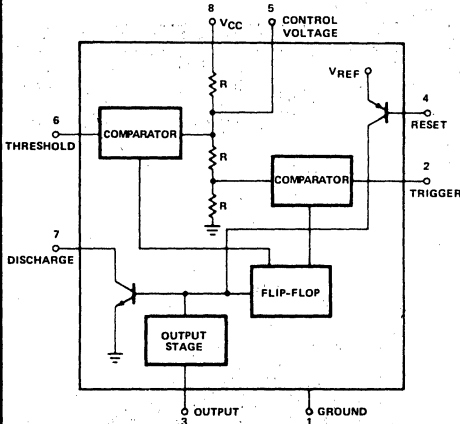 8 VCC
5 CONTROL VOLTAGE
R
VREF
4
RESET
6
THRESHOLD
COMPARATOR
R
COMPARATOR
2
TRIGGER
R
7
DISCHARGE
FLIP-FLOP
OUTPUT
STAGE
3 OUTPUT
1 GROUND